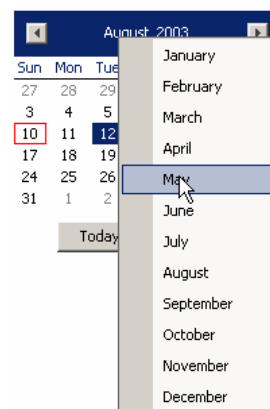 August 2003
Sun Mon Tue
27 28 29
3 4 5
10 11 12
17 18 19
24 25 26
31 1 2
Today
January
February
March
April
May
June
July
August
September
October
November
December